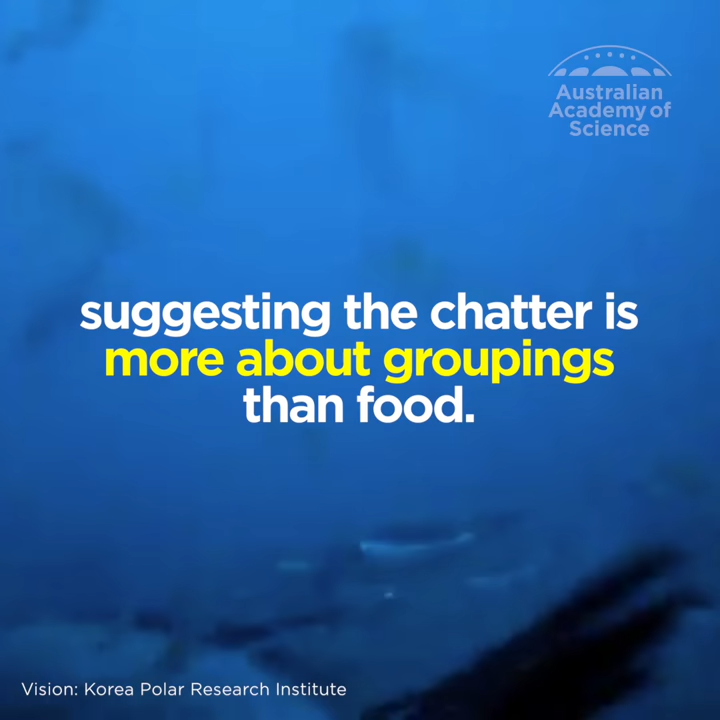 Australian
Academy of
Science
suggesting the chatter is
more about groupings
than food.
Vision: Korea Polar Research Institute